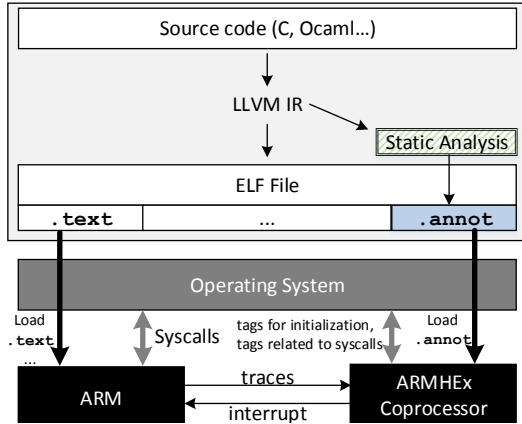 Source code (C, Ocaml...)
LLVM IR
Static Analysis
ELF File
.text ... .annot
Operating System
Load
.text
...
Syscalls
tags for initialization,
tags related to syscalls
Load
.annot
ARM
traces
interrupt
ARMHEx
Coprocessor